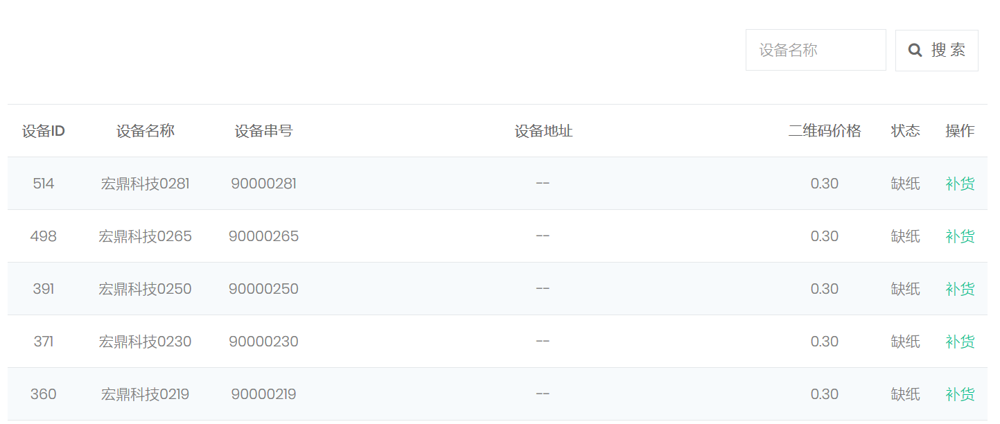 设备名称 搜 索
设备ID 设备名称 设备串号 设备地址 二维码价格 状态 操作
514 宏鼎科技0281 90000281 -- 0.30 缺纸 补货
498 宏鼎科技0265 90000265 -- 0.30 缺纸 补货
391 宏鼎科技0250 90000250 -- 0.30 缺纸 补货
371 宏鼎科技0230 90000230 -- 0.30 缺纸 补货
360 宏鼎科技0219 90000219 -- 0.30 缺纸 补货